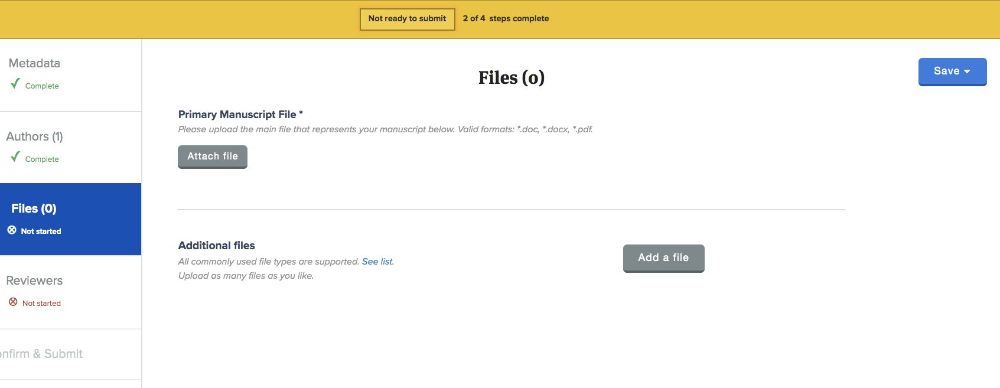 Not ready to submit 2 of 4 steps complete
Metadata
Complete
Authors (1)
Complete
Files (0)
Not started
Reviewers
Not started
onfirm & Submit
Files (0)
Save
Primary Manuscript File *
Please upload the main file that represents your manuscript below. Valid formats: *.doc, *.docx, *.pdf.
Attach file
Additional files
All commonly used file types are supported. See list.
Upload as many files as you like.
Add a file